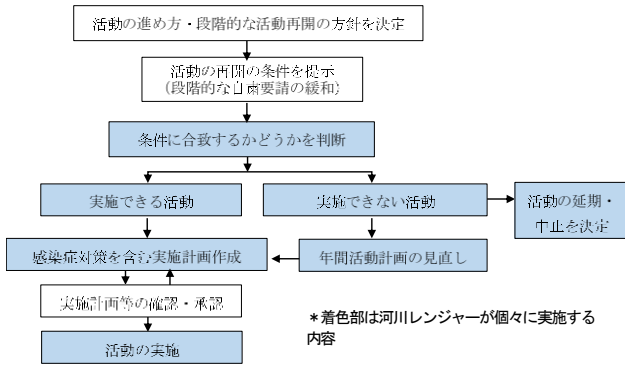 活動の進め方・段階的な活動再開の方針を決定
活動の再開の条件を提示
(段階的な自粛要請の緩和)
条件に合致するかどうかを判断
実施できる活動
実施できない活動
活動の延期・
中止を決定
感染症対策を含む実施計画作成
年間活動計画の見直し
実施計画等の確認・承認
*着色部は河川レンジャーが個々に実施する
内容
活動の実施